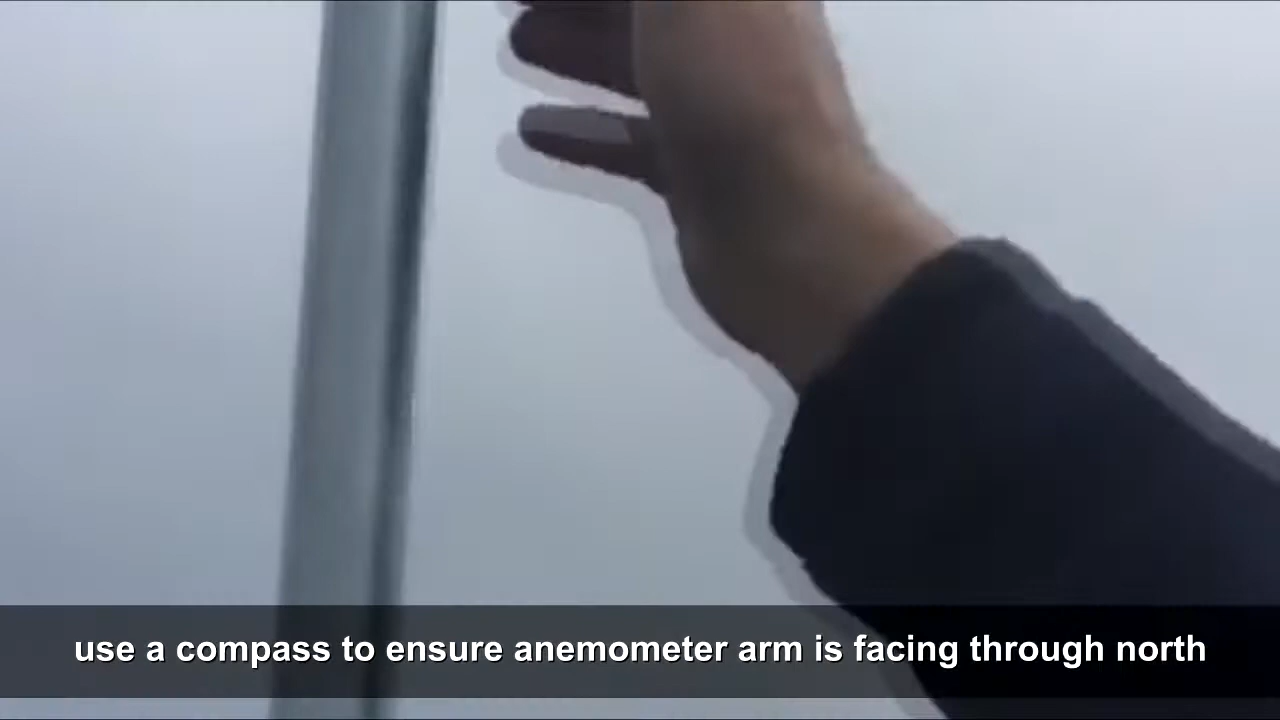 use a compass to ensure anemometer arm is facing through north